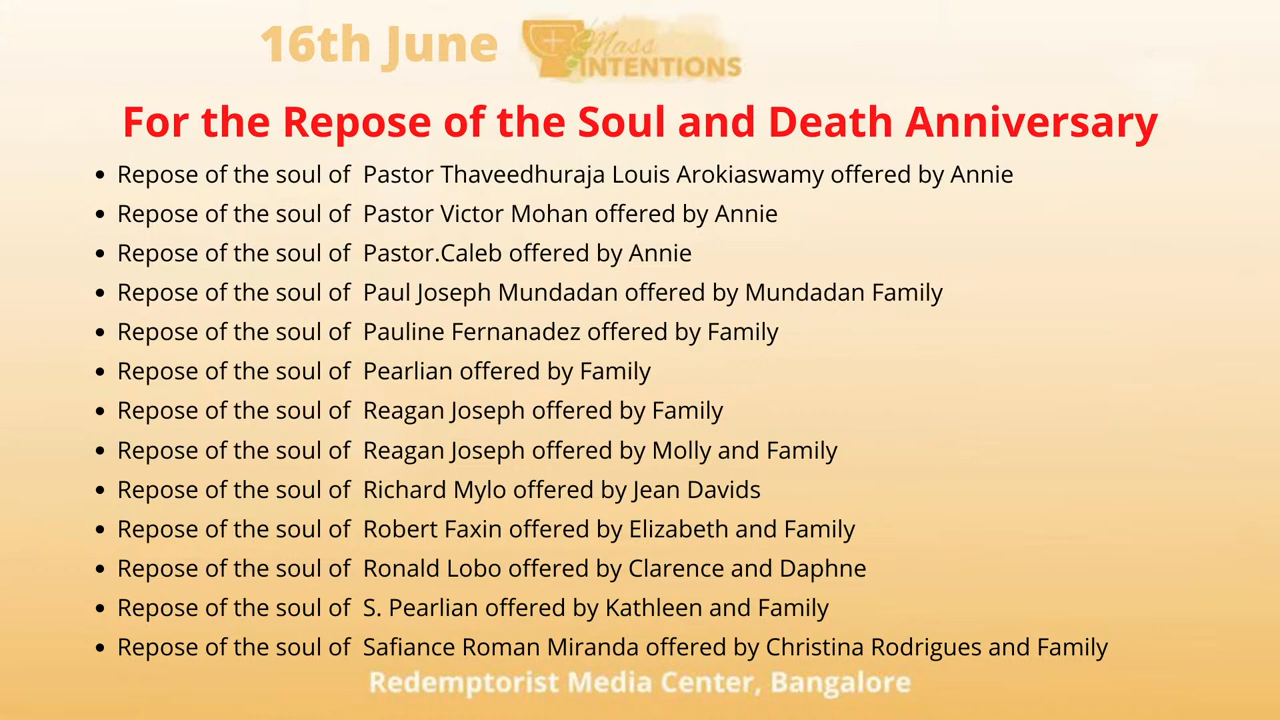 16th June
Mass
INTENTIONS
For the Repose of the Soul and Death Anniversary
• Repose of the soul of Pastor Thaveedhuraja Louis Arokiaswamy offered by Annie
• Repose of the soul of Pastor Victor Mohan offered by Annie
• Repose of the soul of Pastor.Caleb offered by Annie
• Repose of the soul of Paul Joseph Mundadan offered by Mundadan Family
• Repose of the soul of Pauline Fernanadez offered by Family
• Repose of the soul of Pearlian offered by Family
• Repose of the soul of Reagan Joseph offered by Family
• Repose of the soul of Reagan Joseph offered by Molly and Family
• Repose of the soul of Richard Mylo offered by Jean Davids
• Repose of the soul of Robert Faxin offered by Elizabeth and Family
• Repose of the soul of Ronald Lobo offered by Clarence and Daphne
• Repose of the soul of S. Pearlian offered by Kathleen and Family
• Repose of the soul of Safiance Roman Miranda offered by Christina Rodrigues and Family
Redemptorist Media Center, Bangalore